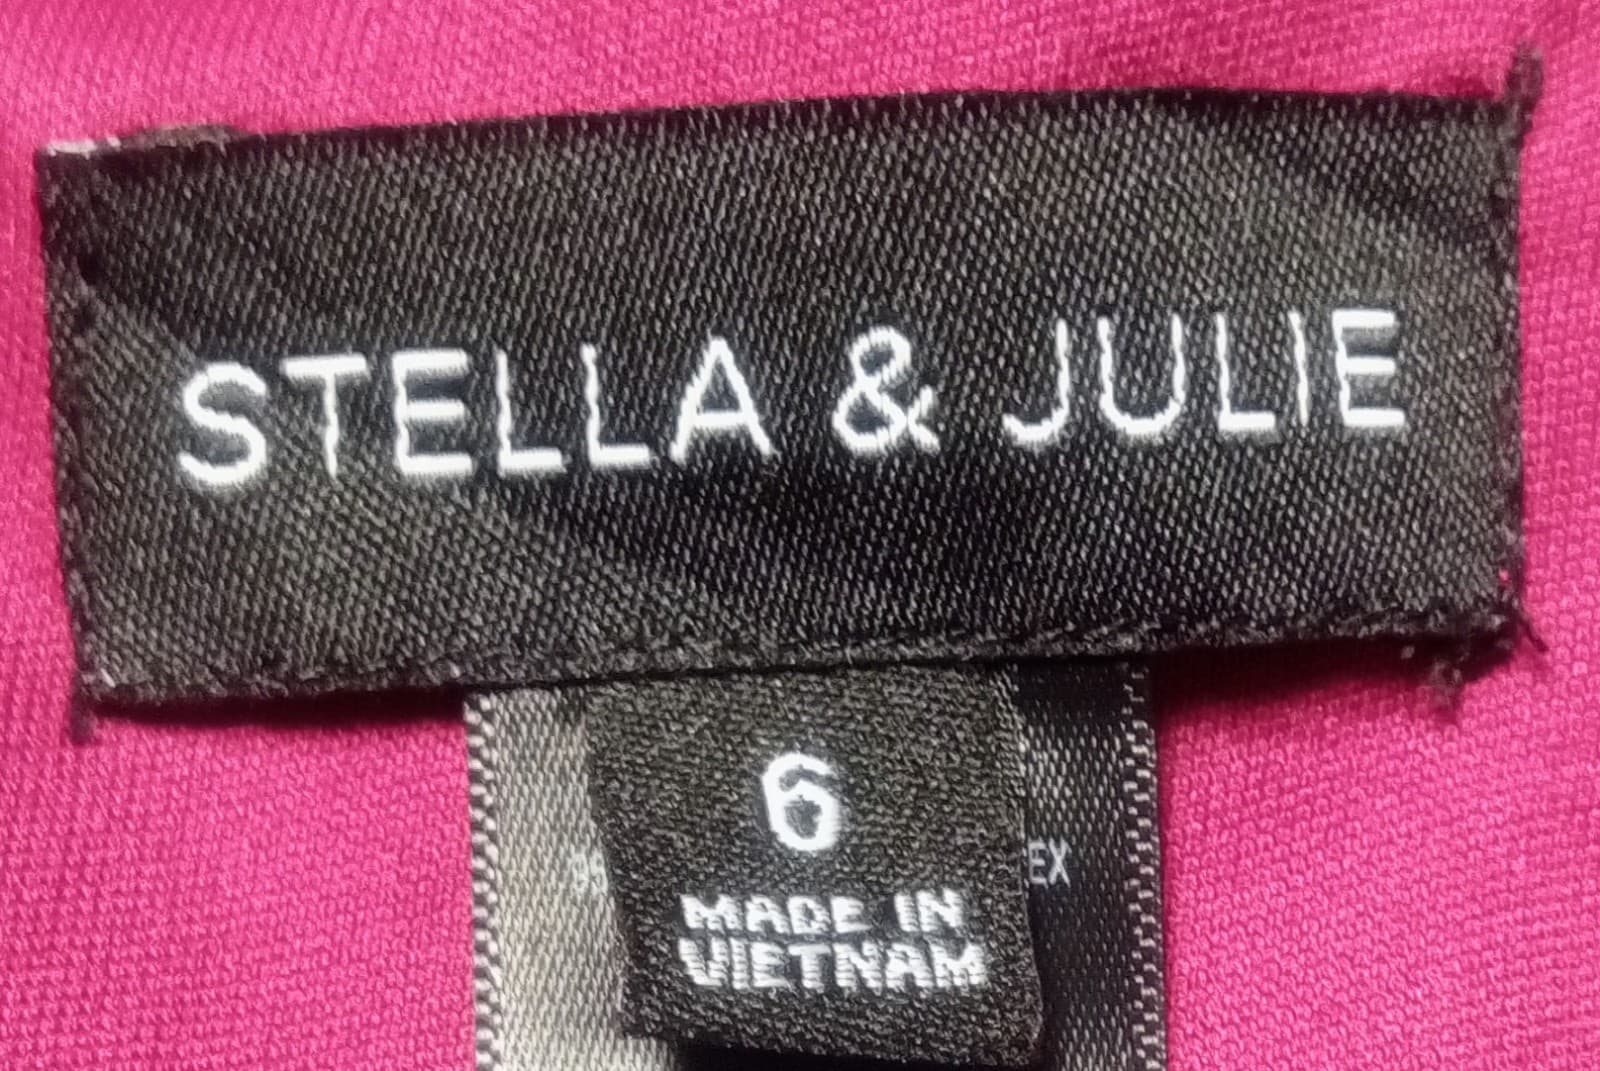 STELLA & JULIE
6
MADE IN
VIETNAM